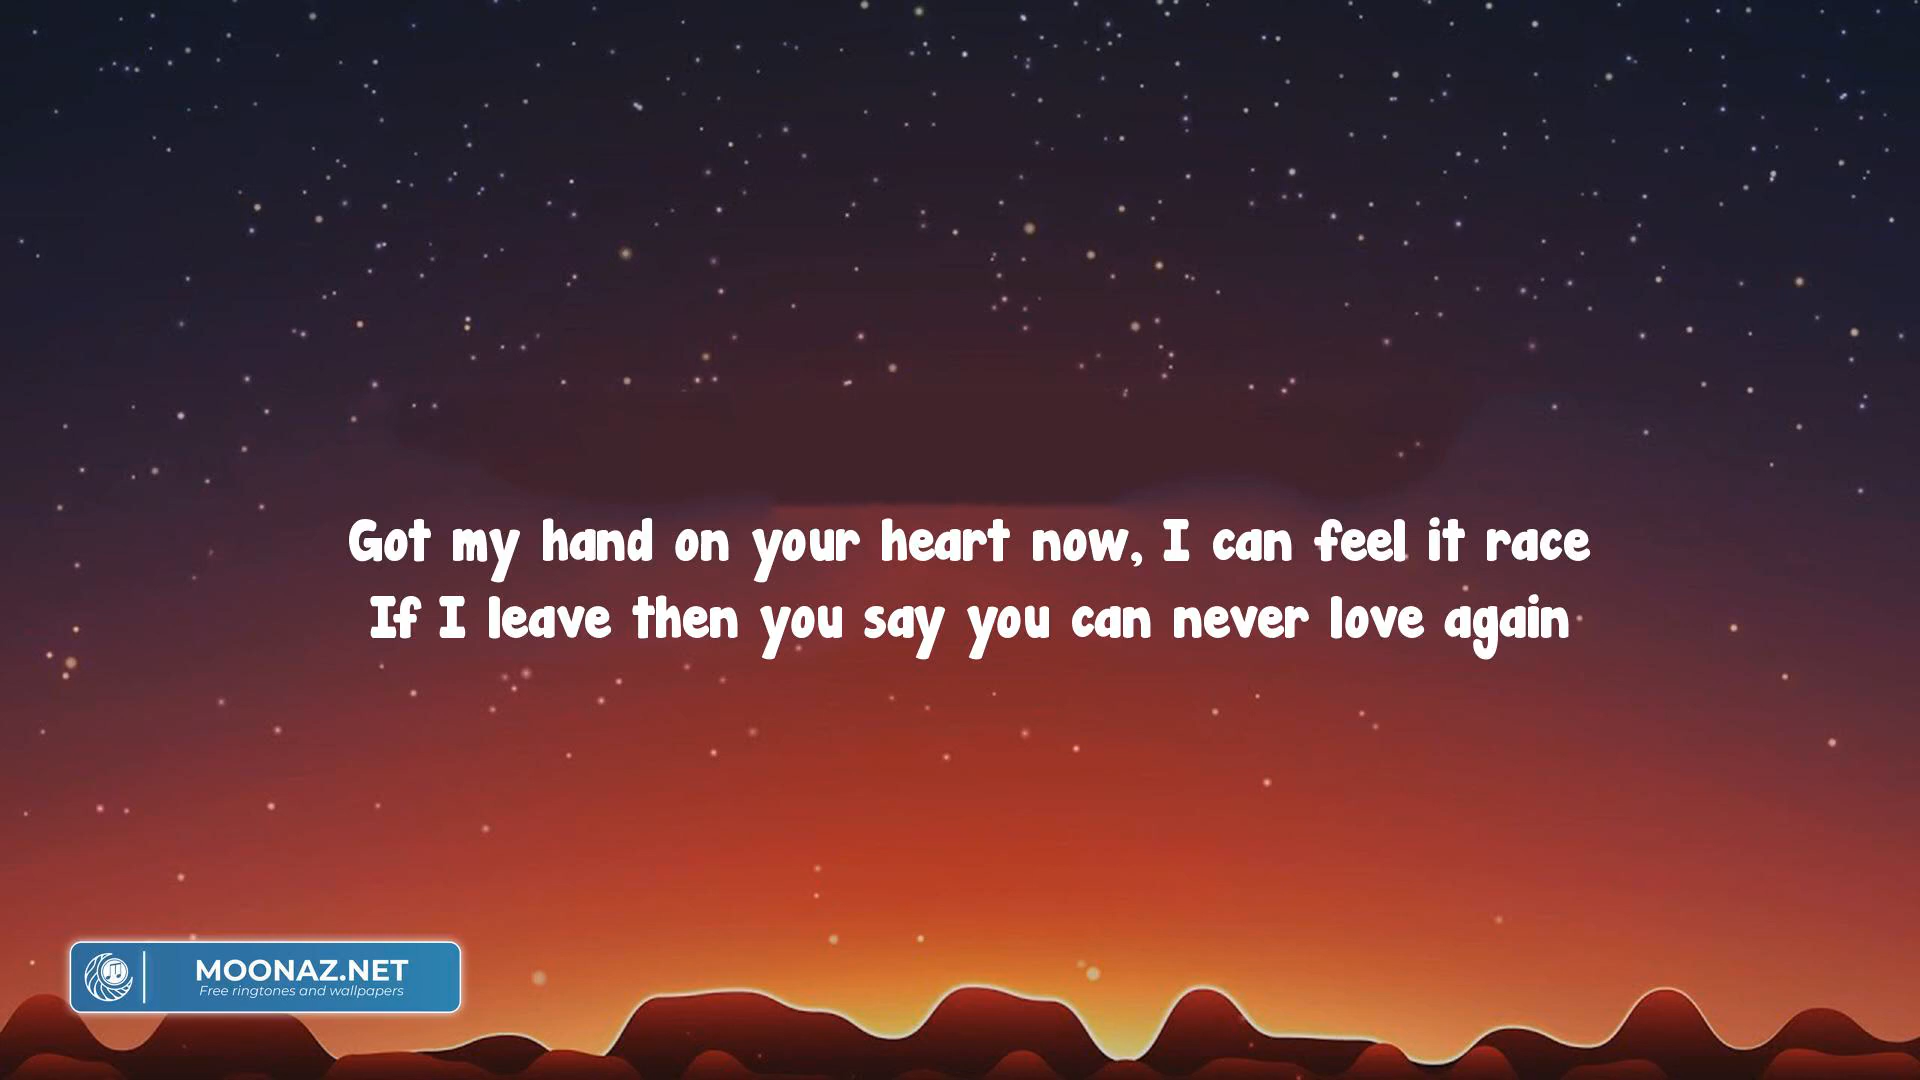 Got my hand on your heart now, I can feel it race
If I leave then you say you can never love again
MOONAZ.NET
Free ringtones and wallpapers